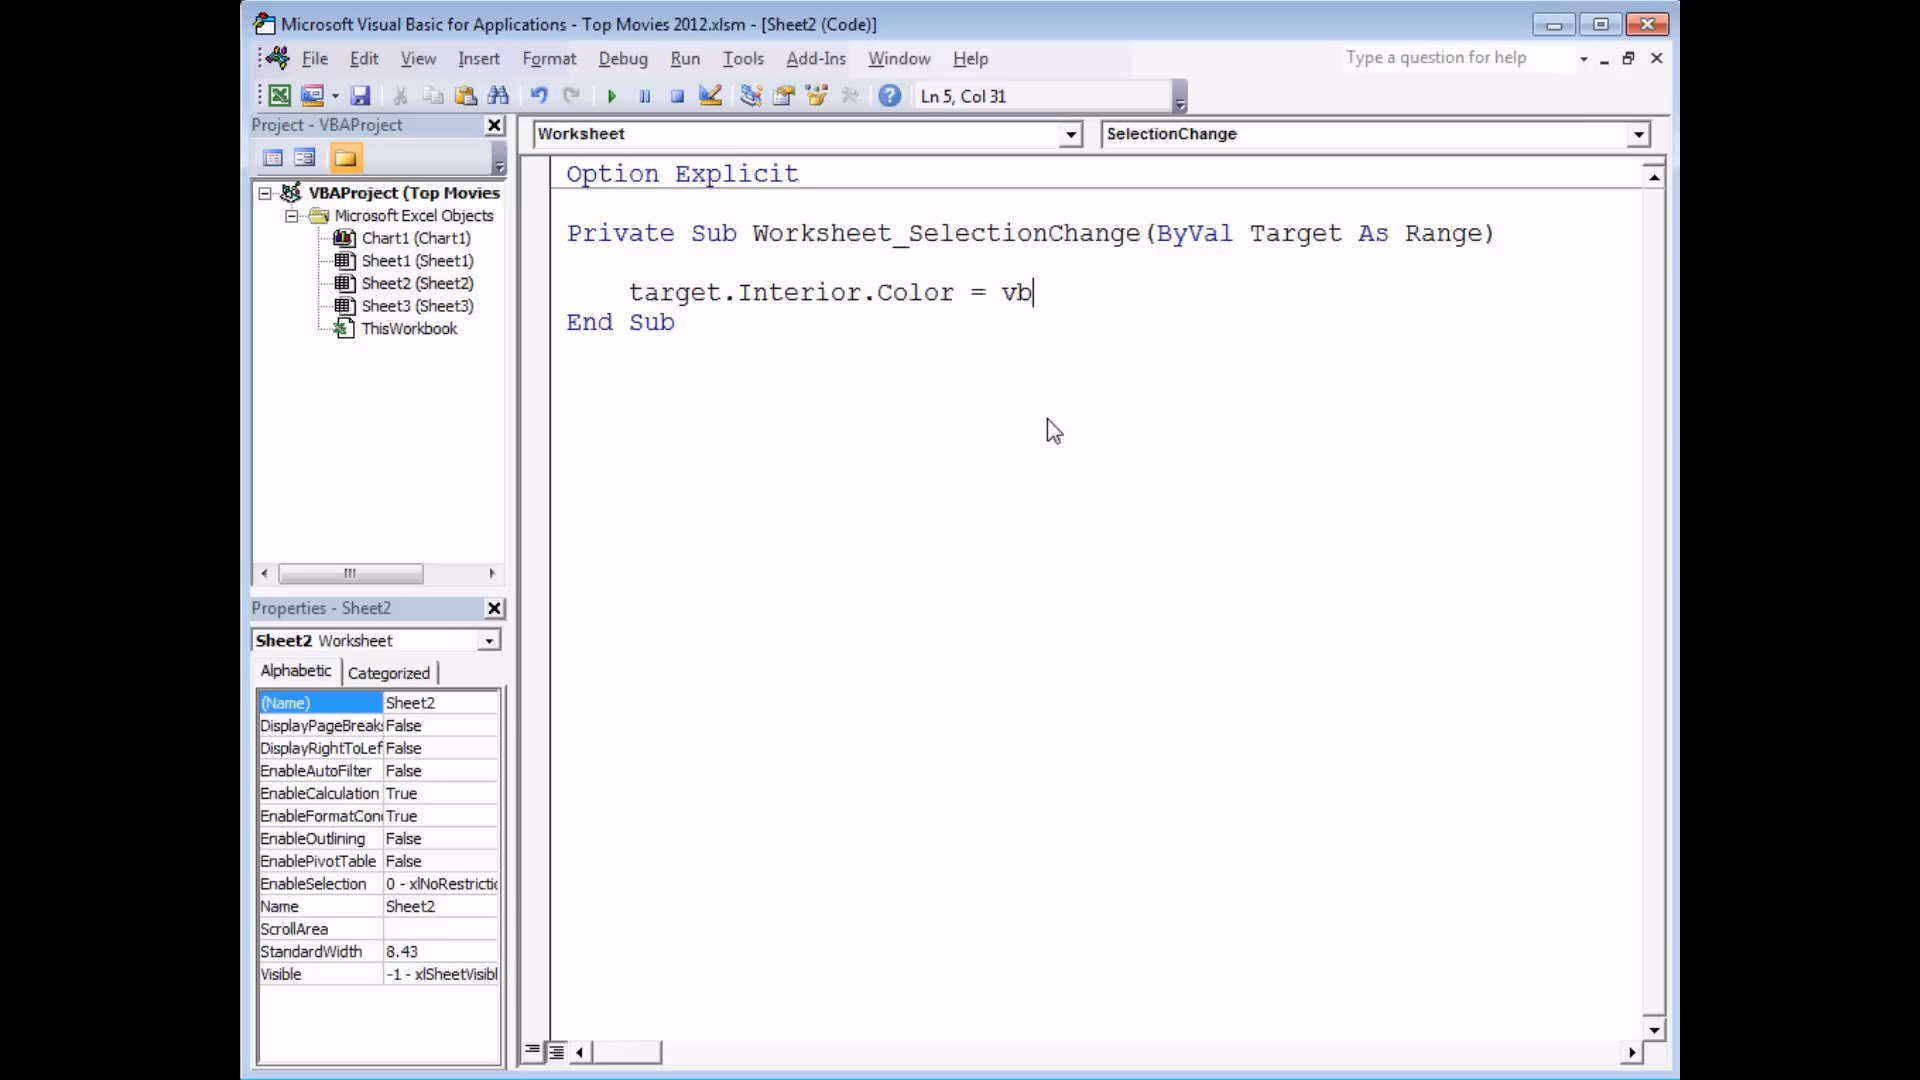 Microsoft Visual Basic for Applications - Top Movies 2012.xlsm - [Sheet2 (Code)]
File Edit View Insert Format Debug Run Tools Add-Ins Window Help Type a question for help
Ln 5, Col 31
Project - VBAProject
Worksheet SelectionChange
VBAProject (Top Movies
Microsoft Excel Objects
Chart1 (Chart1)
Sheet1 (Sheet1)
Sheet2 (Sheet2)
Sheet3 (Sheet3)
ThisWorkbook
Option Explicit
Private Sub Worksheet_SelectionChange(ByVal Target As Range)
target.Interior.Color = vb
End Sub
Properties - Sheet2
Sheet2 Worksheet
Alphabetic Categorized
(Name) Sheet2
DisplayPageBreaks False
DisplayRightToLef False
EnableAutoFilter False
EnableCalculation True
EnableFormatCon True
EnableOutlining False
EnablePivotTable False
EnableSelection 0 - xlNoRestrictio
Name Sheet2
ScrollArea
StandardWidth 8.43
Visible -1 - xlSheetVisibl